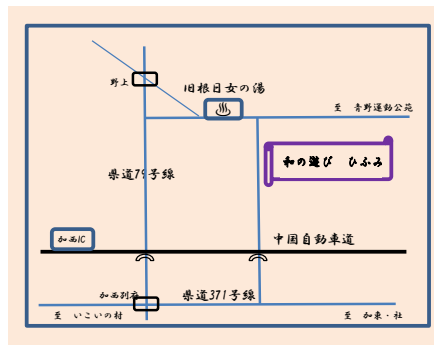 野上
旧根日女の湯
至 青野運動公苑
和の遊び ひふみ
県道79号線
加西IC
中国自動車道
加西別府
県道371号線
至 いこいの村
至 加東・社